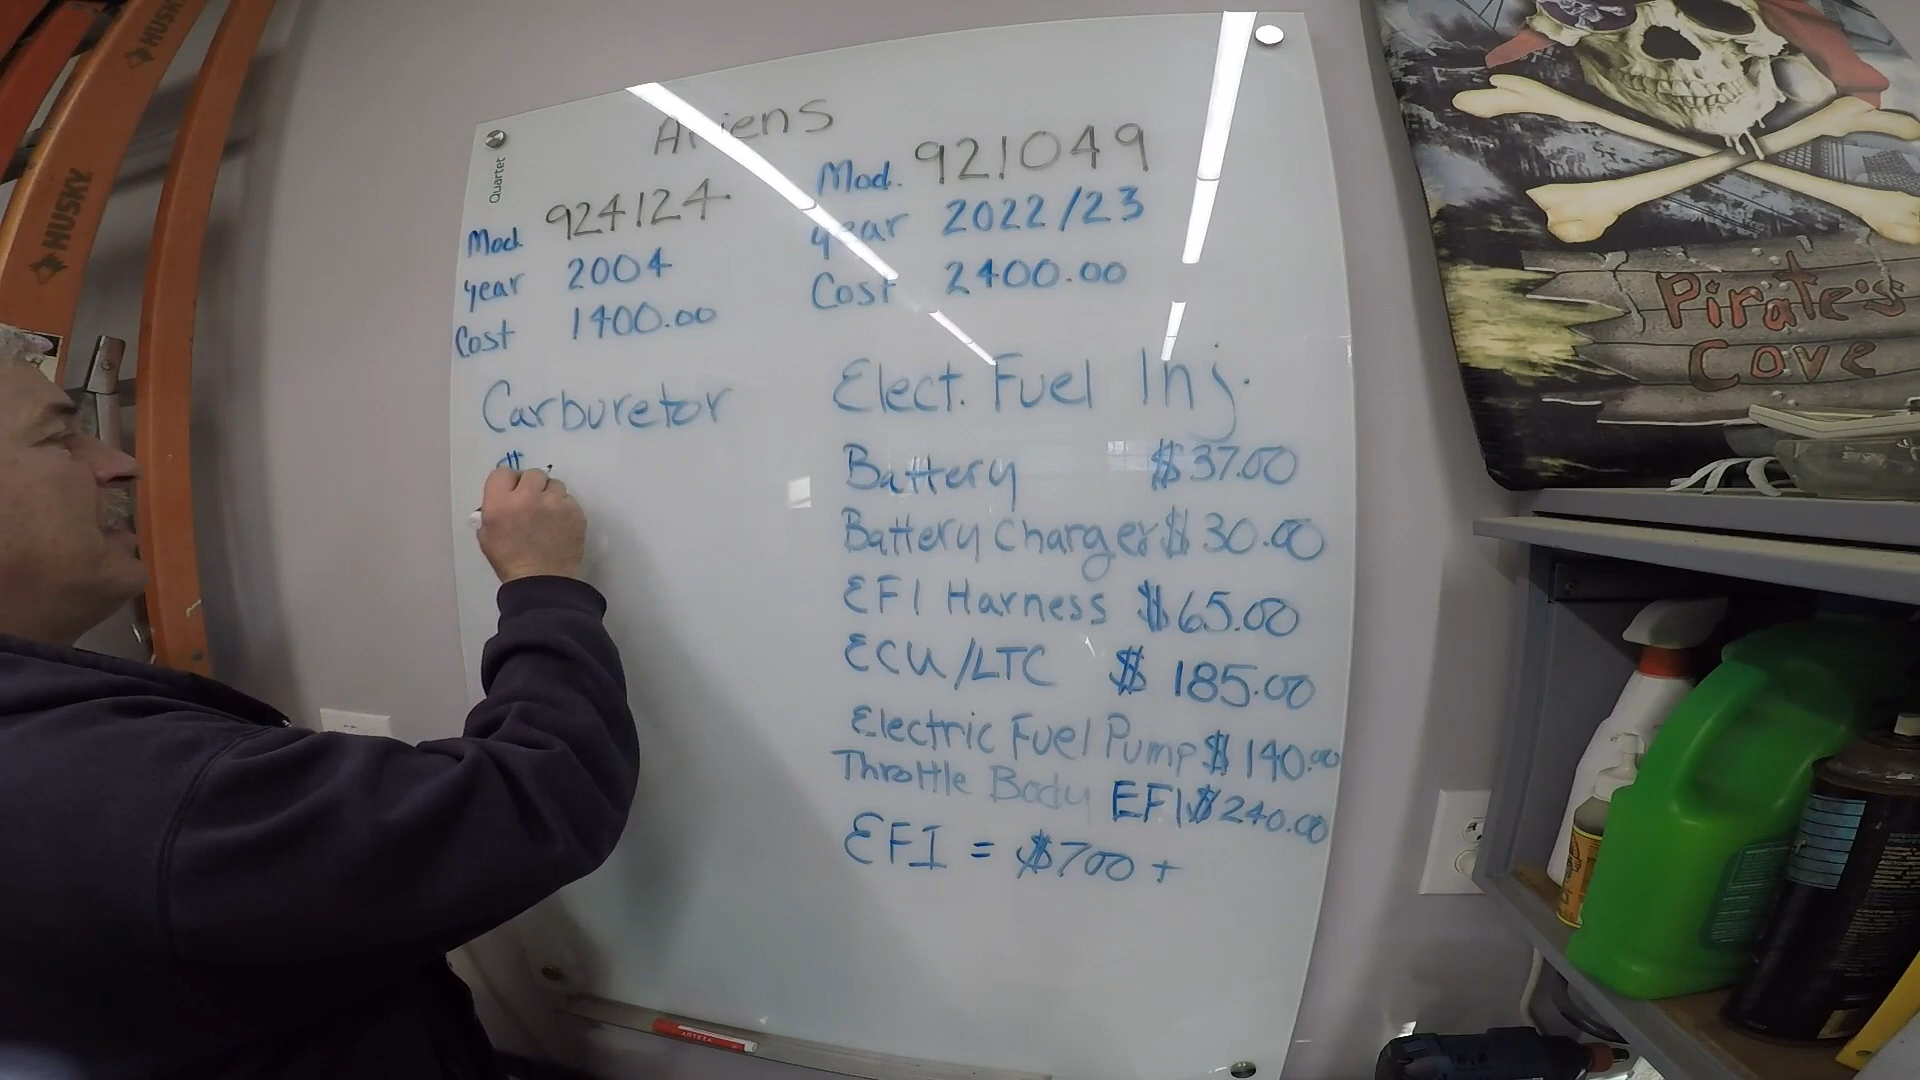 HUSKY
HUSKY
Quartet
Ariens
Mod. 924124
year 2004
Cost 1400.00
Carburetor
$
Mod. 921049
year 2022/23
Cost 2400.00
Elect. Fuel Inj.
Battery $37.00
Battery Charger $30.00
EFI Harness $65.00
ECU/LTC $185.00
Electric Fuel Pump $140.00
Throttle Body EFI $240.00
EFI = $700+
Pirate's
Cove
ARTEZA